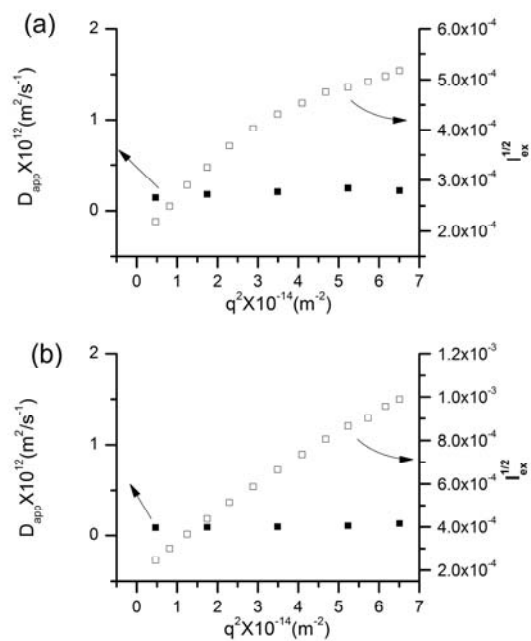 (a)
2
1
0
D_app X10^12 (m^2/s^-1)
6.0x10^-4
5.0x10^-4
4.0x10^-4
2.8x10^-4
2.0x10^-4
I_ex^1/2
0 1 2 3 4 5 6 7
q^2X10^-14(m^-2)
(b)
2
1
0
D_app X10^12 (m^2/s^-1)
1.2x10^-3
1.0x10^-3
8.0x10^-4
6.0x10^-4
4.0x10^-4
2.0x10^-4
I_ex^1/2
0 1 2 3 4 5 6 7
q^2X10^-14(m^-2)